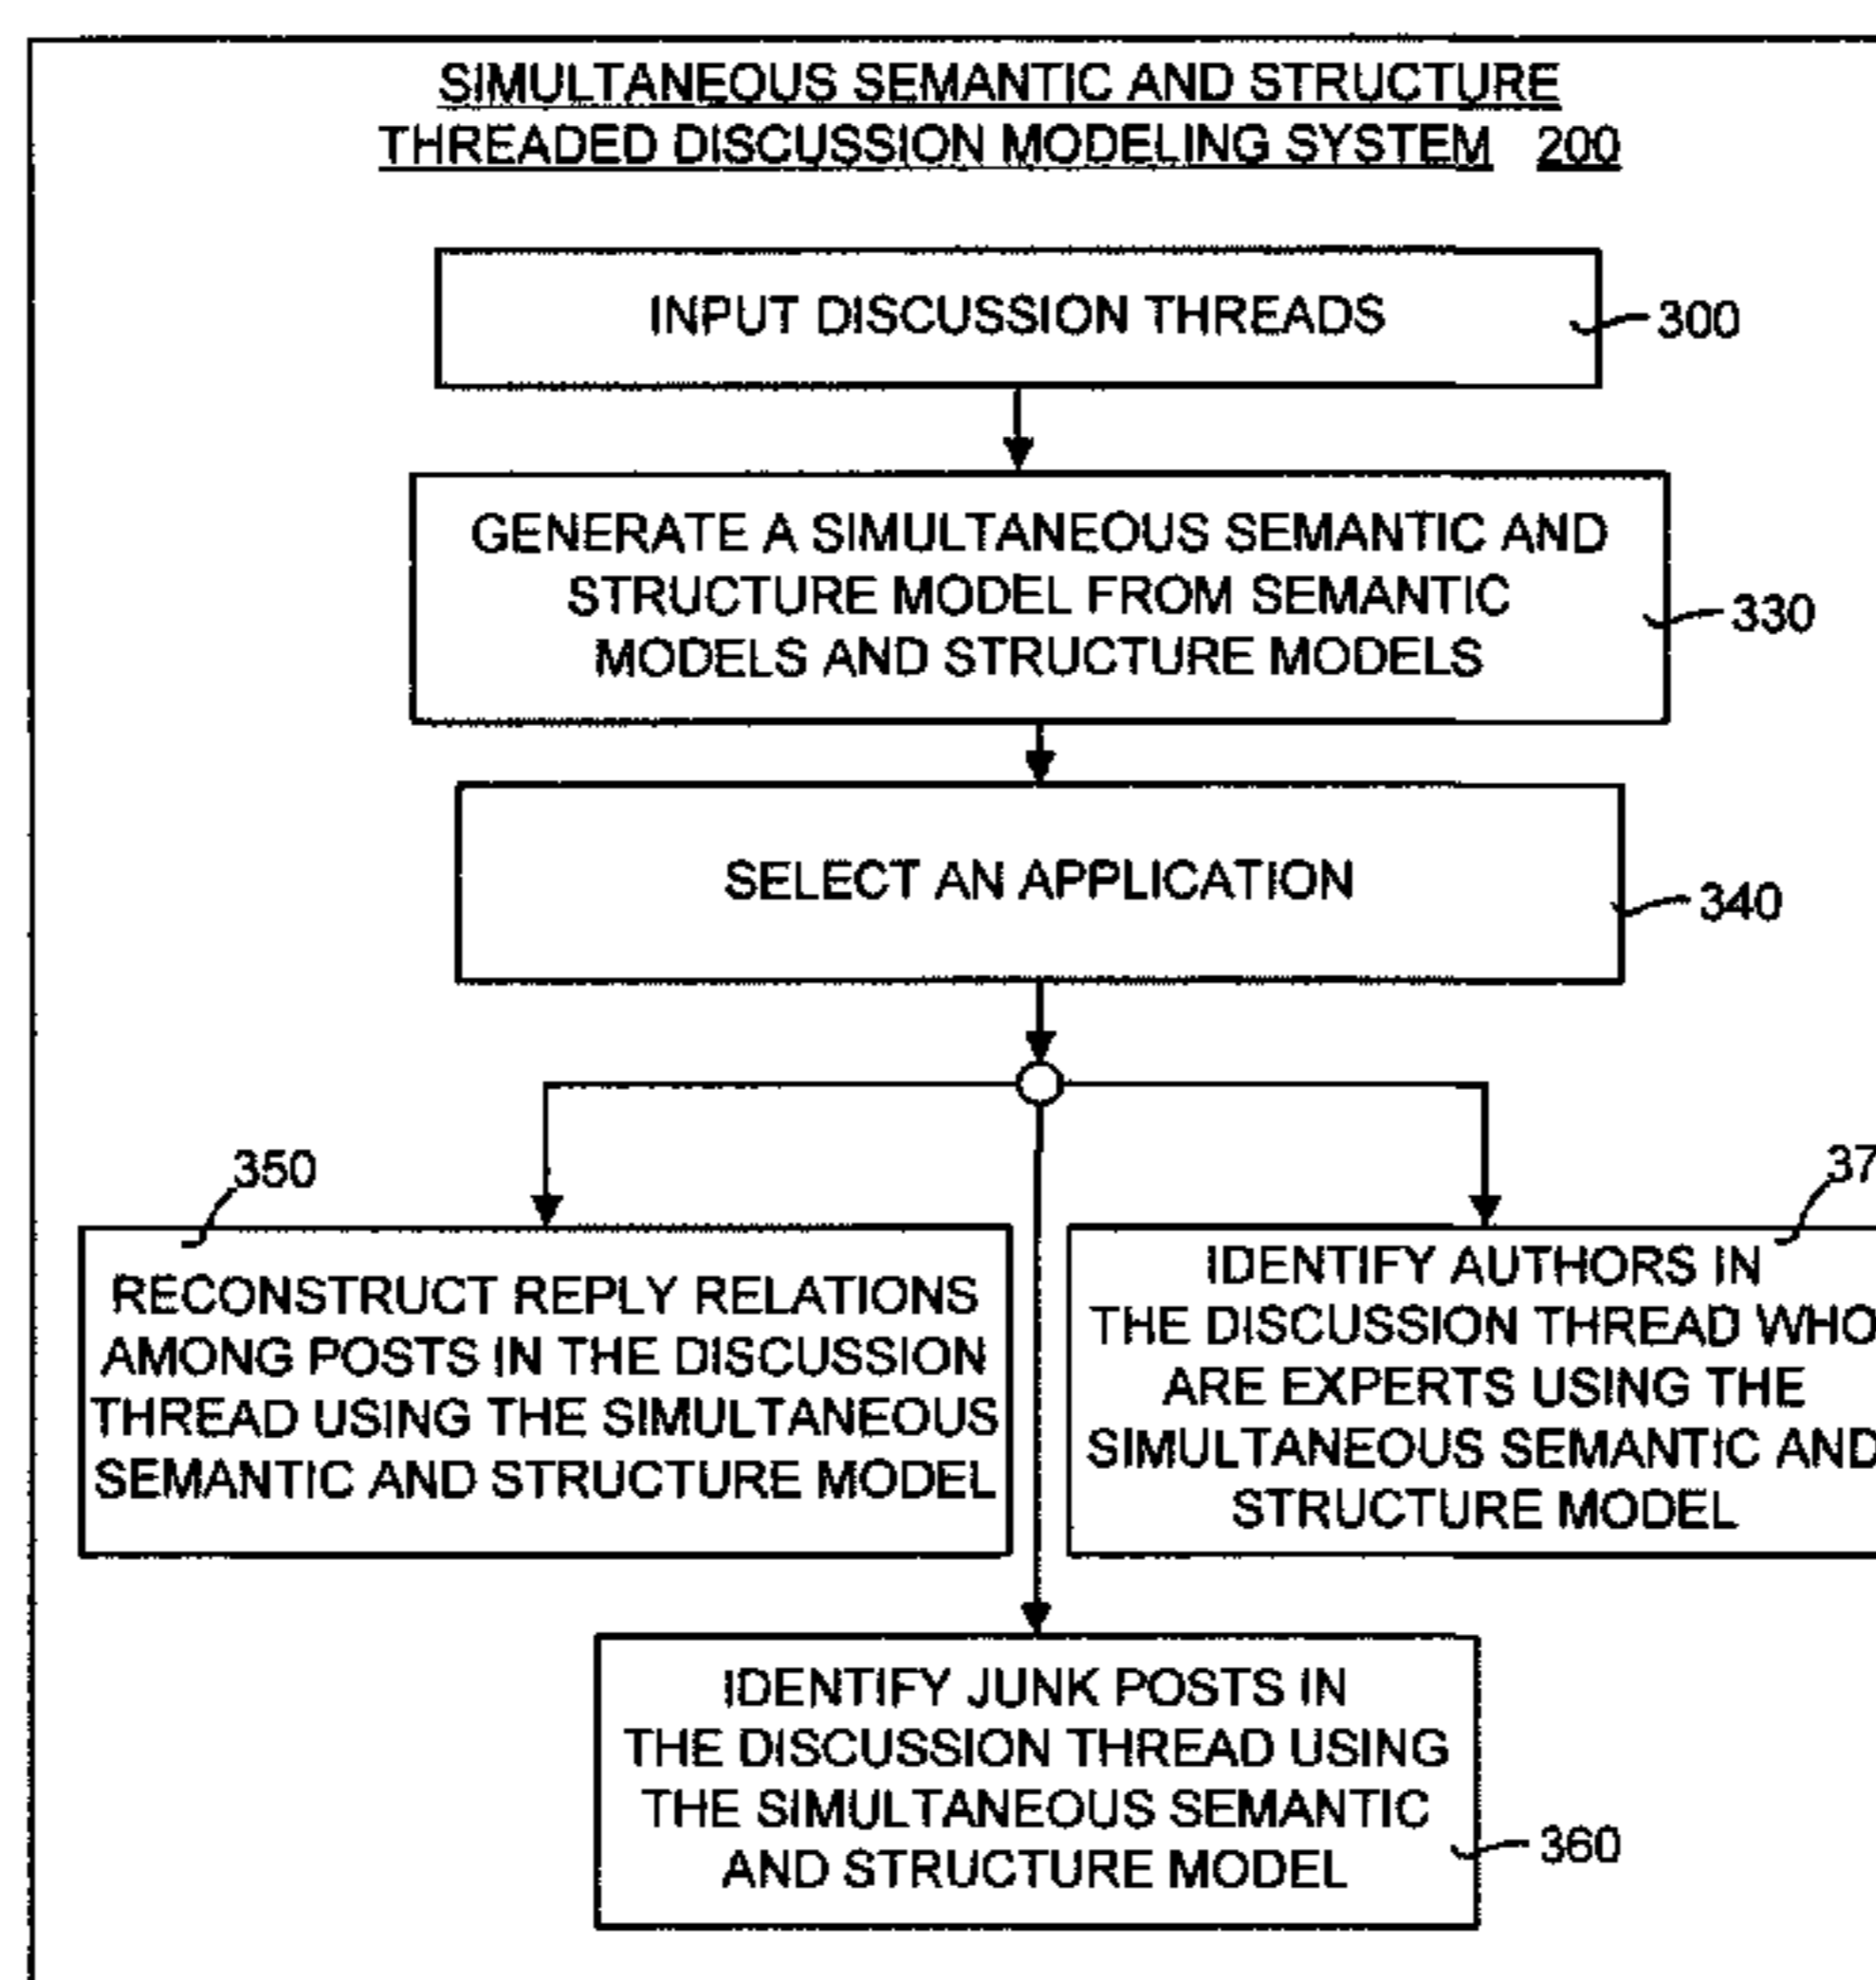 SIMULTANEOUS SEMANTIC AND STRUCTURE
THREADED DISCUSSION MODELING SYSTEM 200
INPUT DISCUSSION THREADS
300
GENERATE A SIMULTANEOUS SEMANTIC AND
STRUCTURE MODEL FROM SEMANTIC
MODELS AND STRUCTURE MODELS
330
SELECT AN APPLICATION
340
350
RECONSTRUCT REPLY RELATIONS
AMONG POSTS IN THE DISCUSSION
THREAD USING THE SIMULTANEOUS
SEMANTIC AND STRUCTURE MODEL
37
IDENTIFY AUTHORS IN
THE DISCUSSION THREAD WHO
ARE EXPERTS USING THE
SIMULTANEOUS SEMANTIC AND
STRUCTURE MODEL
IDENTIFY JUNK POSTS IN
THE DISCUSSION THREAD USING
THE SIMULTANEOUS SEMANTIC
AND STRUCTURE MODEL
360